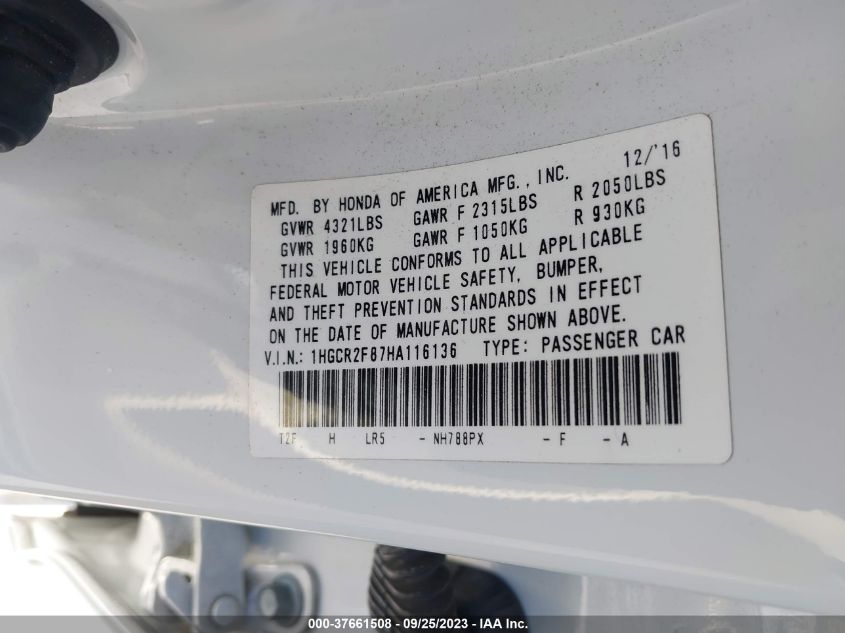 12/'16
MFD. BY HONDA OF AMERICA MFG., INC.
GVWR 4321LBS GAWR F 2315LBS R 2050LBS
GVWR 1960KG GAWR F 1050KG R 930KG
THIS VEHICLE CONFORMS TO ALL APPLICABLE
FEDERAL MOTOR VEHICLE SAFETY, BUMPER,
AND THEFT PREVENTION STANDARDS IN EFFECT
ON THE DATE OF MANUFACTURE SHOWN ABOVE.
V.I.N.: 1HGCR2F87HA116136 TYPE: PASSENGER CAR
T2F H LR5 - NH788PX - F - A
000-37661508 - 09/25/2023 - IAA Inc.